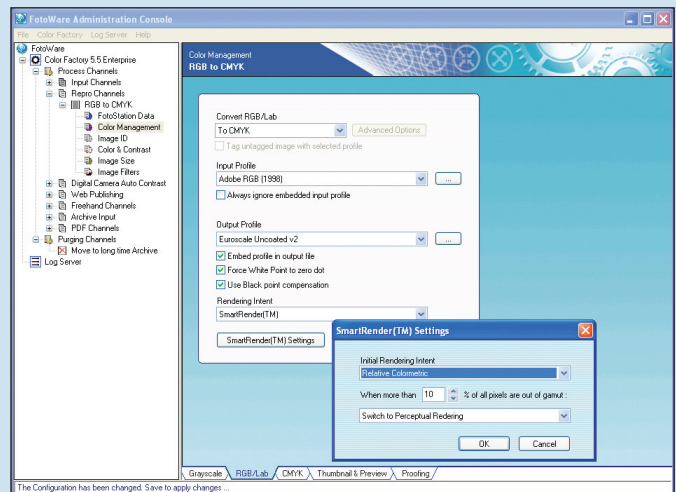 FotoWare Administration Console
File Color Factory Log Server Help
FotoWare
Color Factory 5.5 Enterprise
Process Channels
Input Channels
Repro Channels
RGB to CMYK
FotoStation Data
Color Management
Image ID
Color & Contrast
Image Size
Image Filters
Digital Camera Auto Contrast
Web Publishing
Freehand Channels
Archive Input
PDF Channels
Purging Channels
Move to long time Archive
Log Server
Color Management
RGB to CMYK
Convert RGB/Lab
To CMYK
Advanced Options
Tag untagged image with selected profile
Input Profile
Adobe RGB (1998)
...
Always ignore embedded input profile
Output Profile
Euroscale Uncoated v2
...
Embed profile in output file
Force White Point to zero dot
Use Black point compensation
Rendering Intent
SmartRender(TM)
SmartRender(TM) Settings
SmartRender(TM) Settings
Initial Rendering Intent
Relative Colormetric
When more than 10 % of all pixels are out of gamut :
Switch to Perceptual Redering
OK Cancel
Grayscale RGB/Lab CMYK Thumbnail & Preview Proofing
The Configuration has been changed. Save to apply changes ...